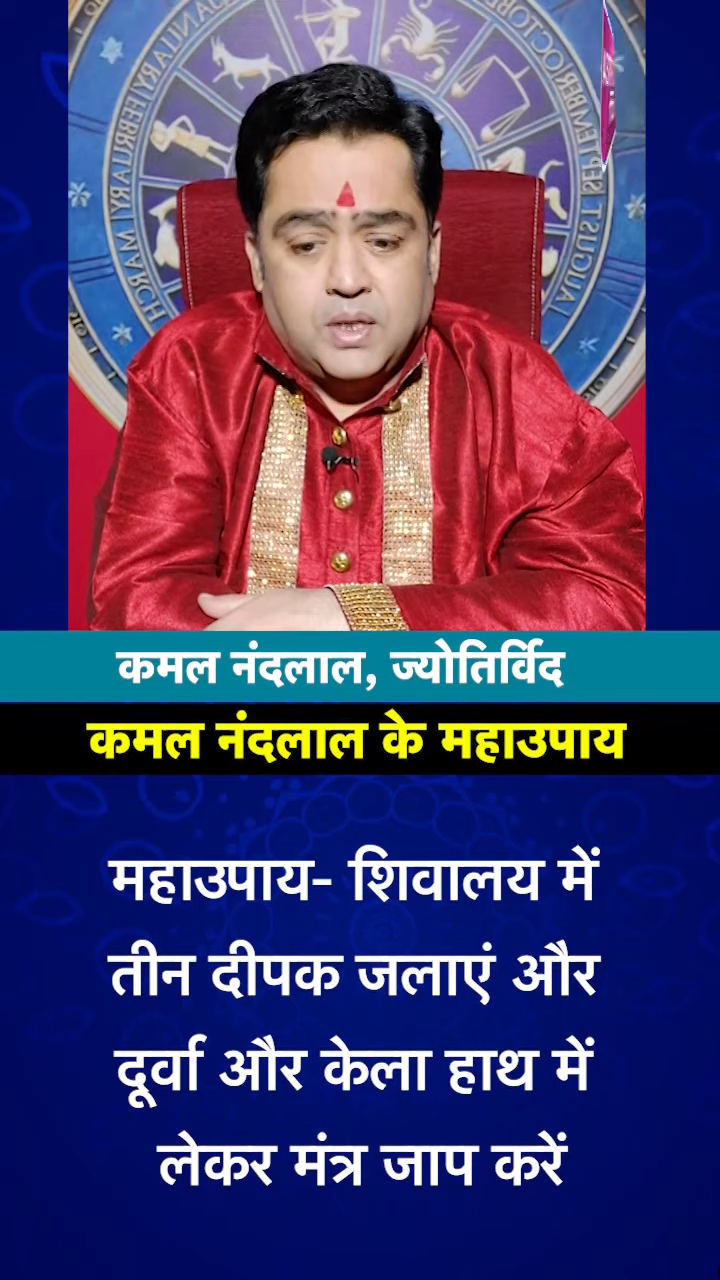 कमल नंदलाल, ज्योतिर्विद
कमल नंदलाल के महाउपाय
महाउपाय- शिवालय में
तीन दीपक जलाएं और
दूर्वा और केला हाथ में
लेकर मंत्र जाप करें